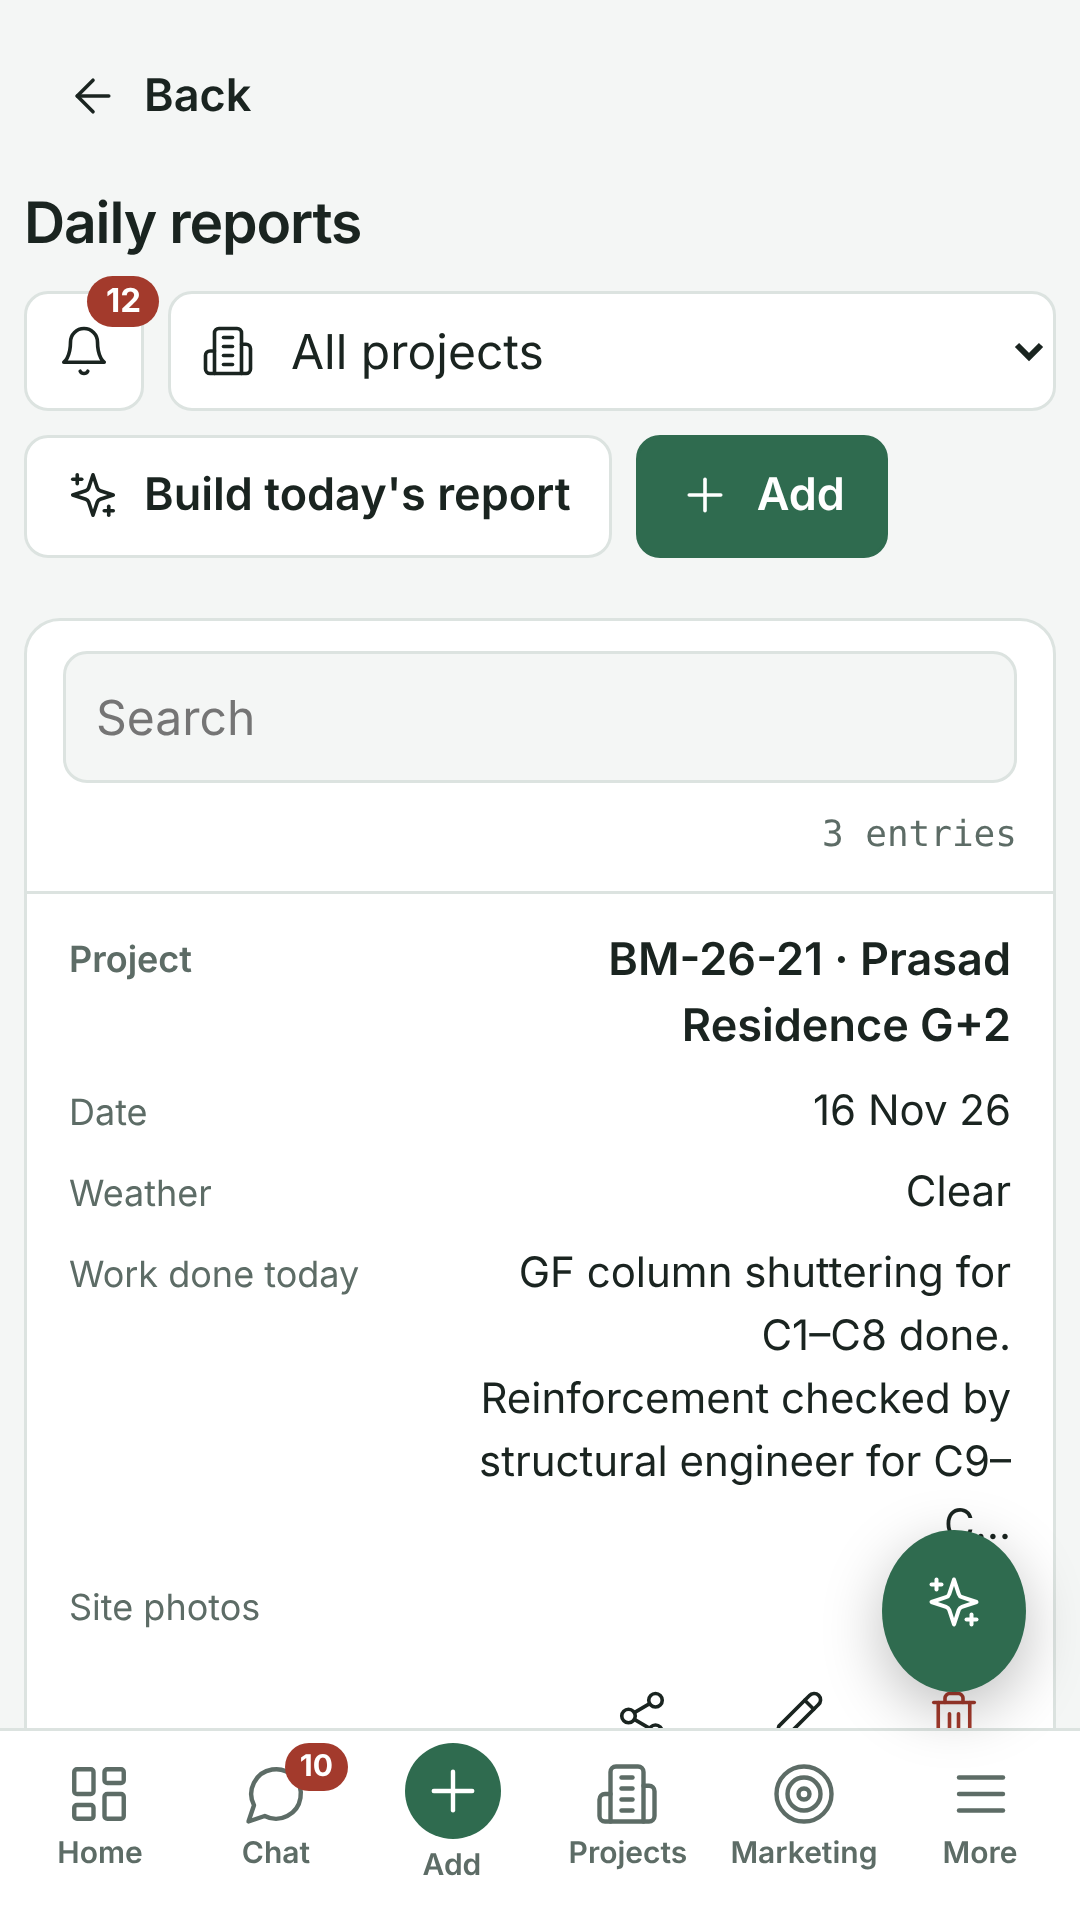 Back
Daily reports
12
All projects
Build today's report
Add
Search
3 entries
Project
BM-26-21 · Prasad
Residence G+2
Date
16 Nov 26
Weather
Clear
Work done today
GF column shuttering for
C1–C8 done.
Reinforcement checked by
structural engineer for C9–
C...
Site photos
10
Home
Chat
Add
Projects
Marketing
More